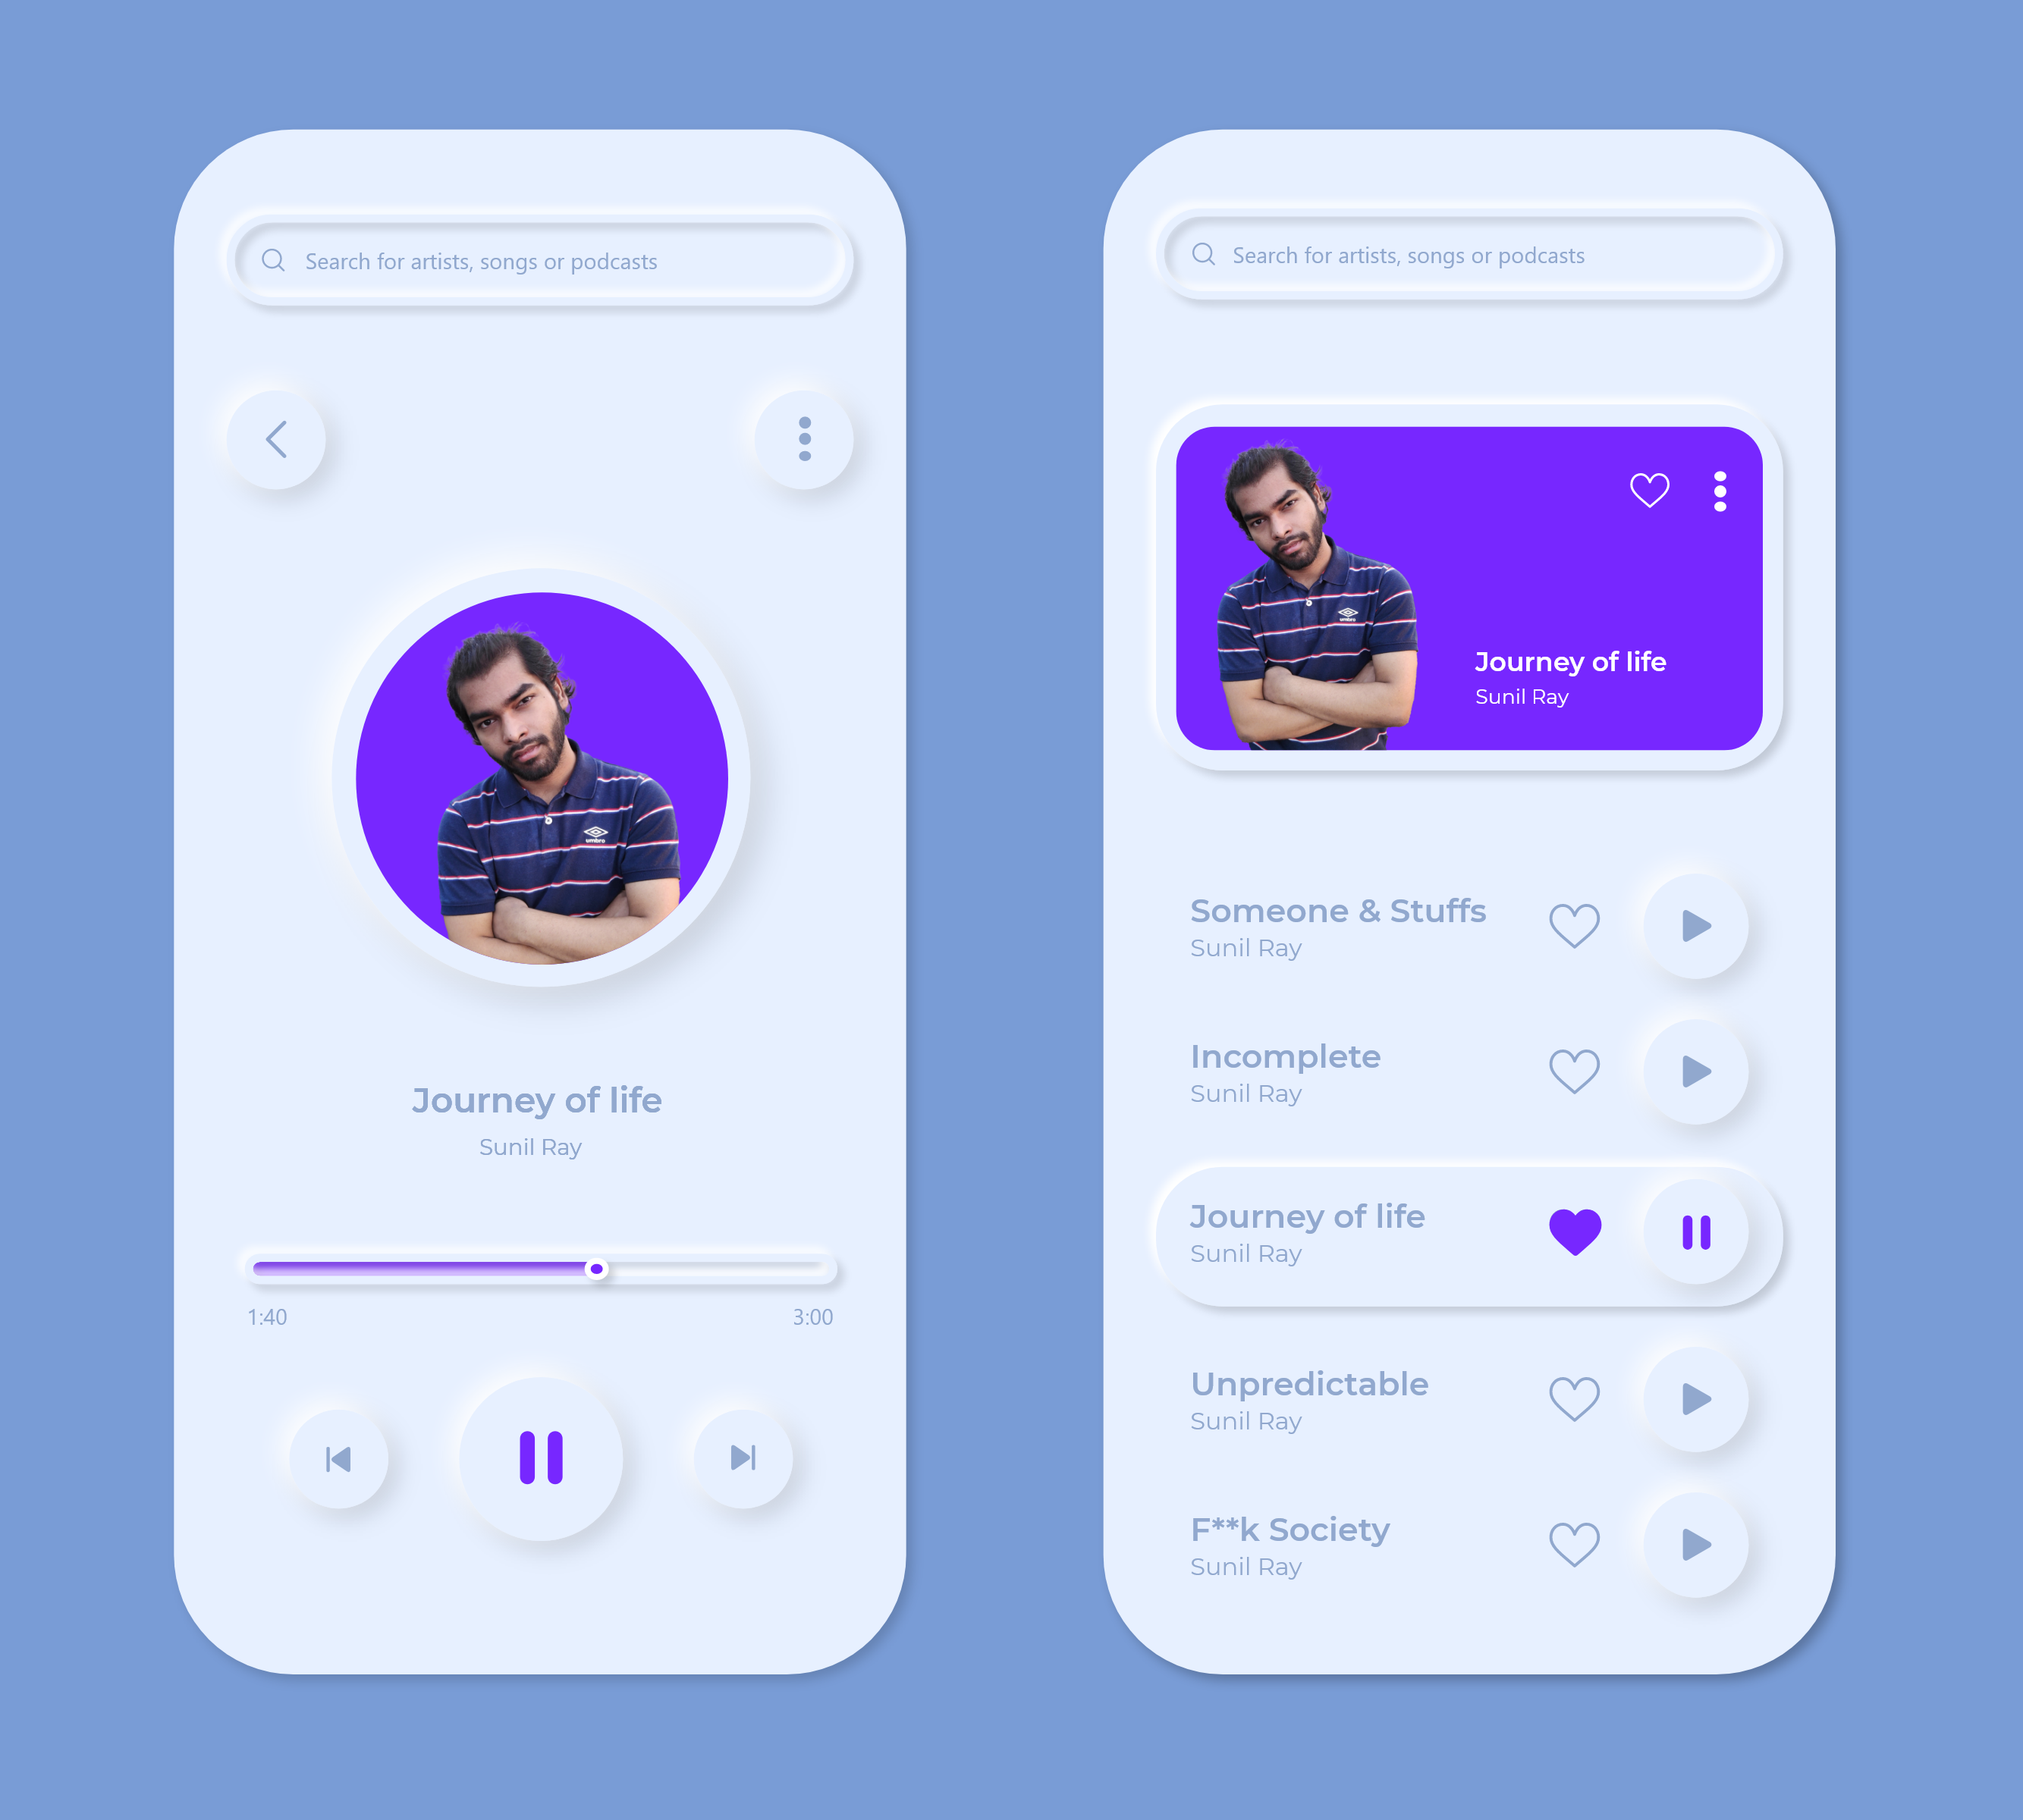 Search for artists, songs or podcasts
umbro
Journey of life
Sunil Ray
1:40
3:00
Search for artists, songs or podcasts
umbro
Journey of life
Sunil Ray
Someone & Stuffs
Sunil Ray
Incomplete
Sunil Ray
Journey of life
Sunil Ray
Unpredictable
Sunil Ray
F**k Society
Sunil Ray